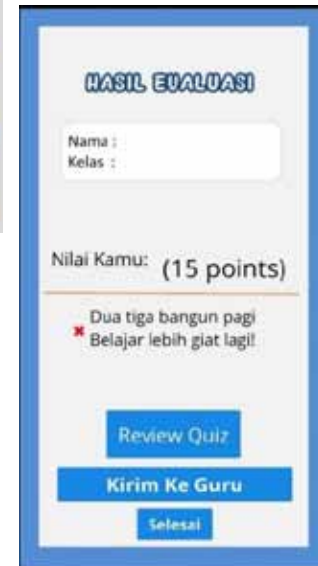 HASIL EVALUASI
Nama :
Kelas :
Nilai Kamu: (15 points)
Dua tiga bangun pagi
Belajar lebih giat lagi!
Review Quiz
Kirim Ke Guru
Selesai